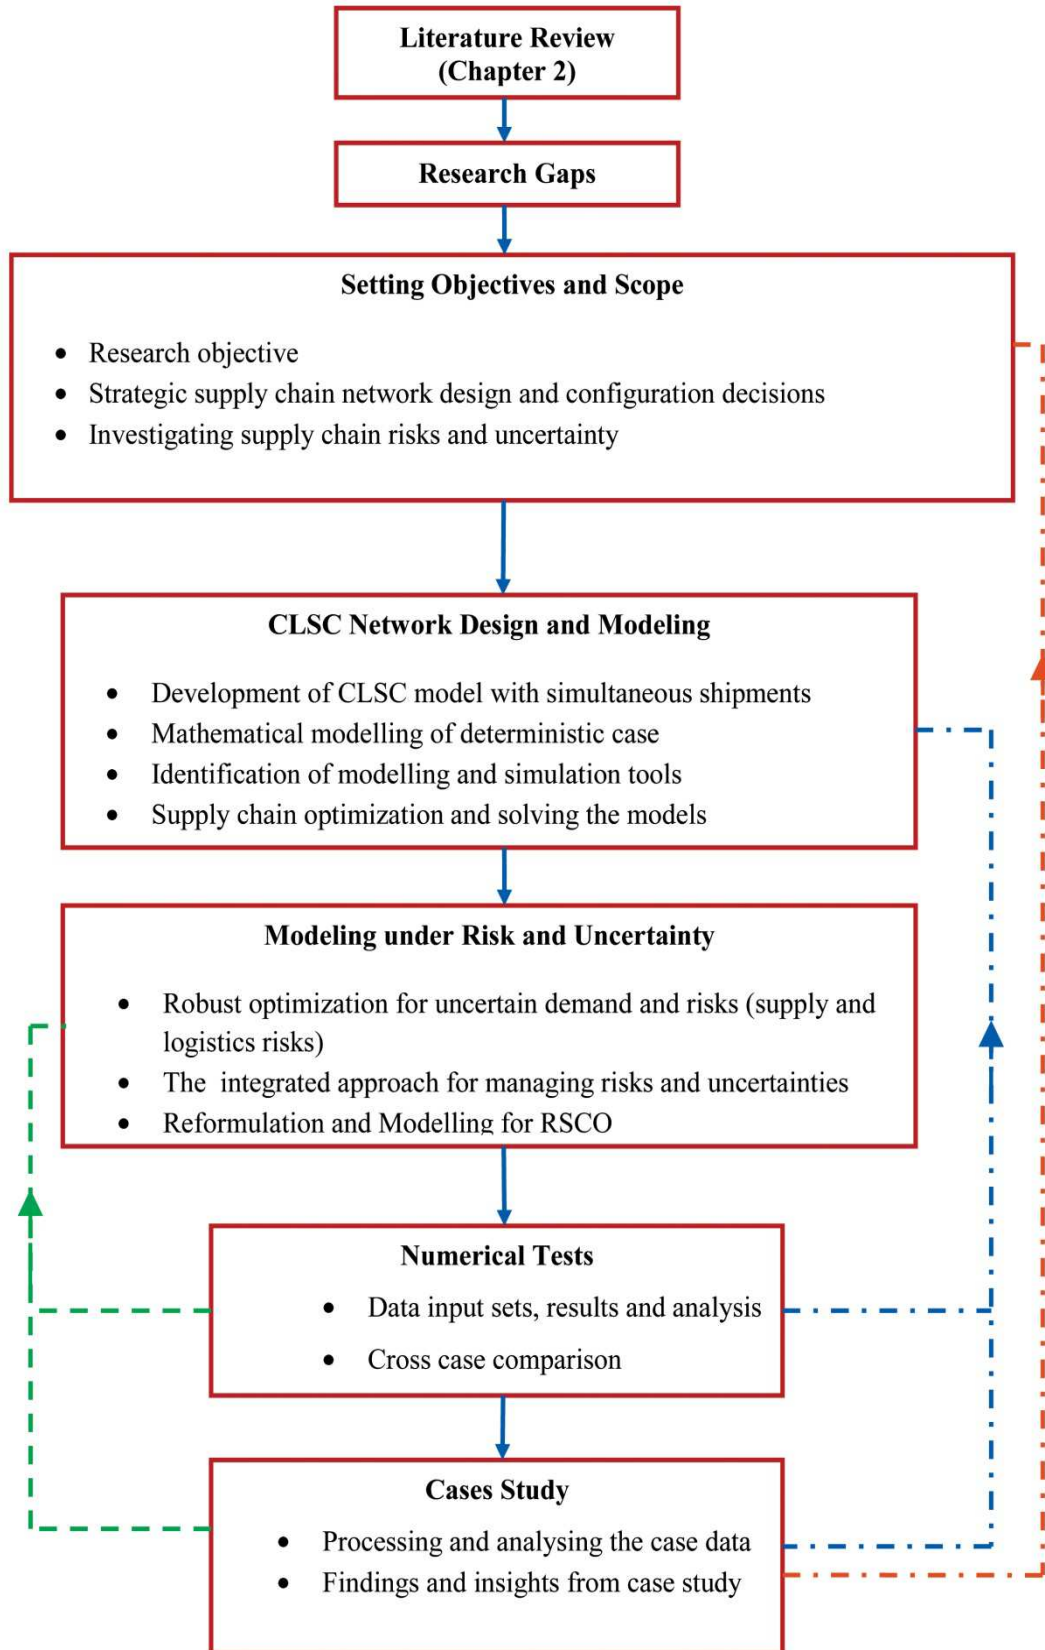 Literature Review
(Chapter 2)
Research Gaps
Setting Objectives and Scope
• Research objective
• Strategic supply chain network design and configuration decisions
• Investigating supply chain risks and uncertainty
CLSC Network Design and Modeling
• Development of CLSC model with simultaneous shipments
• Mathematical modelling of deterministic case
• Identification of modelling and simulation tools
• Supply chain optimization and solving the models
Modeling under Risk and Uncertainty
• Robust optimization for uncertain demand and risks (supply and
logistics risks)
• The integrated approach for managing risks and uncertainties
• Reformulation and Modelling for RSCO
Numerical Tests
• Data input sets, results and analysis
• Cross case comparison
Cases Study
• Processing and analysing the case data
• Findings and insights from case study